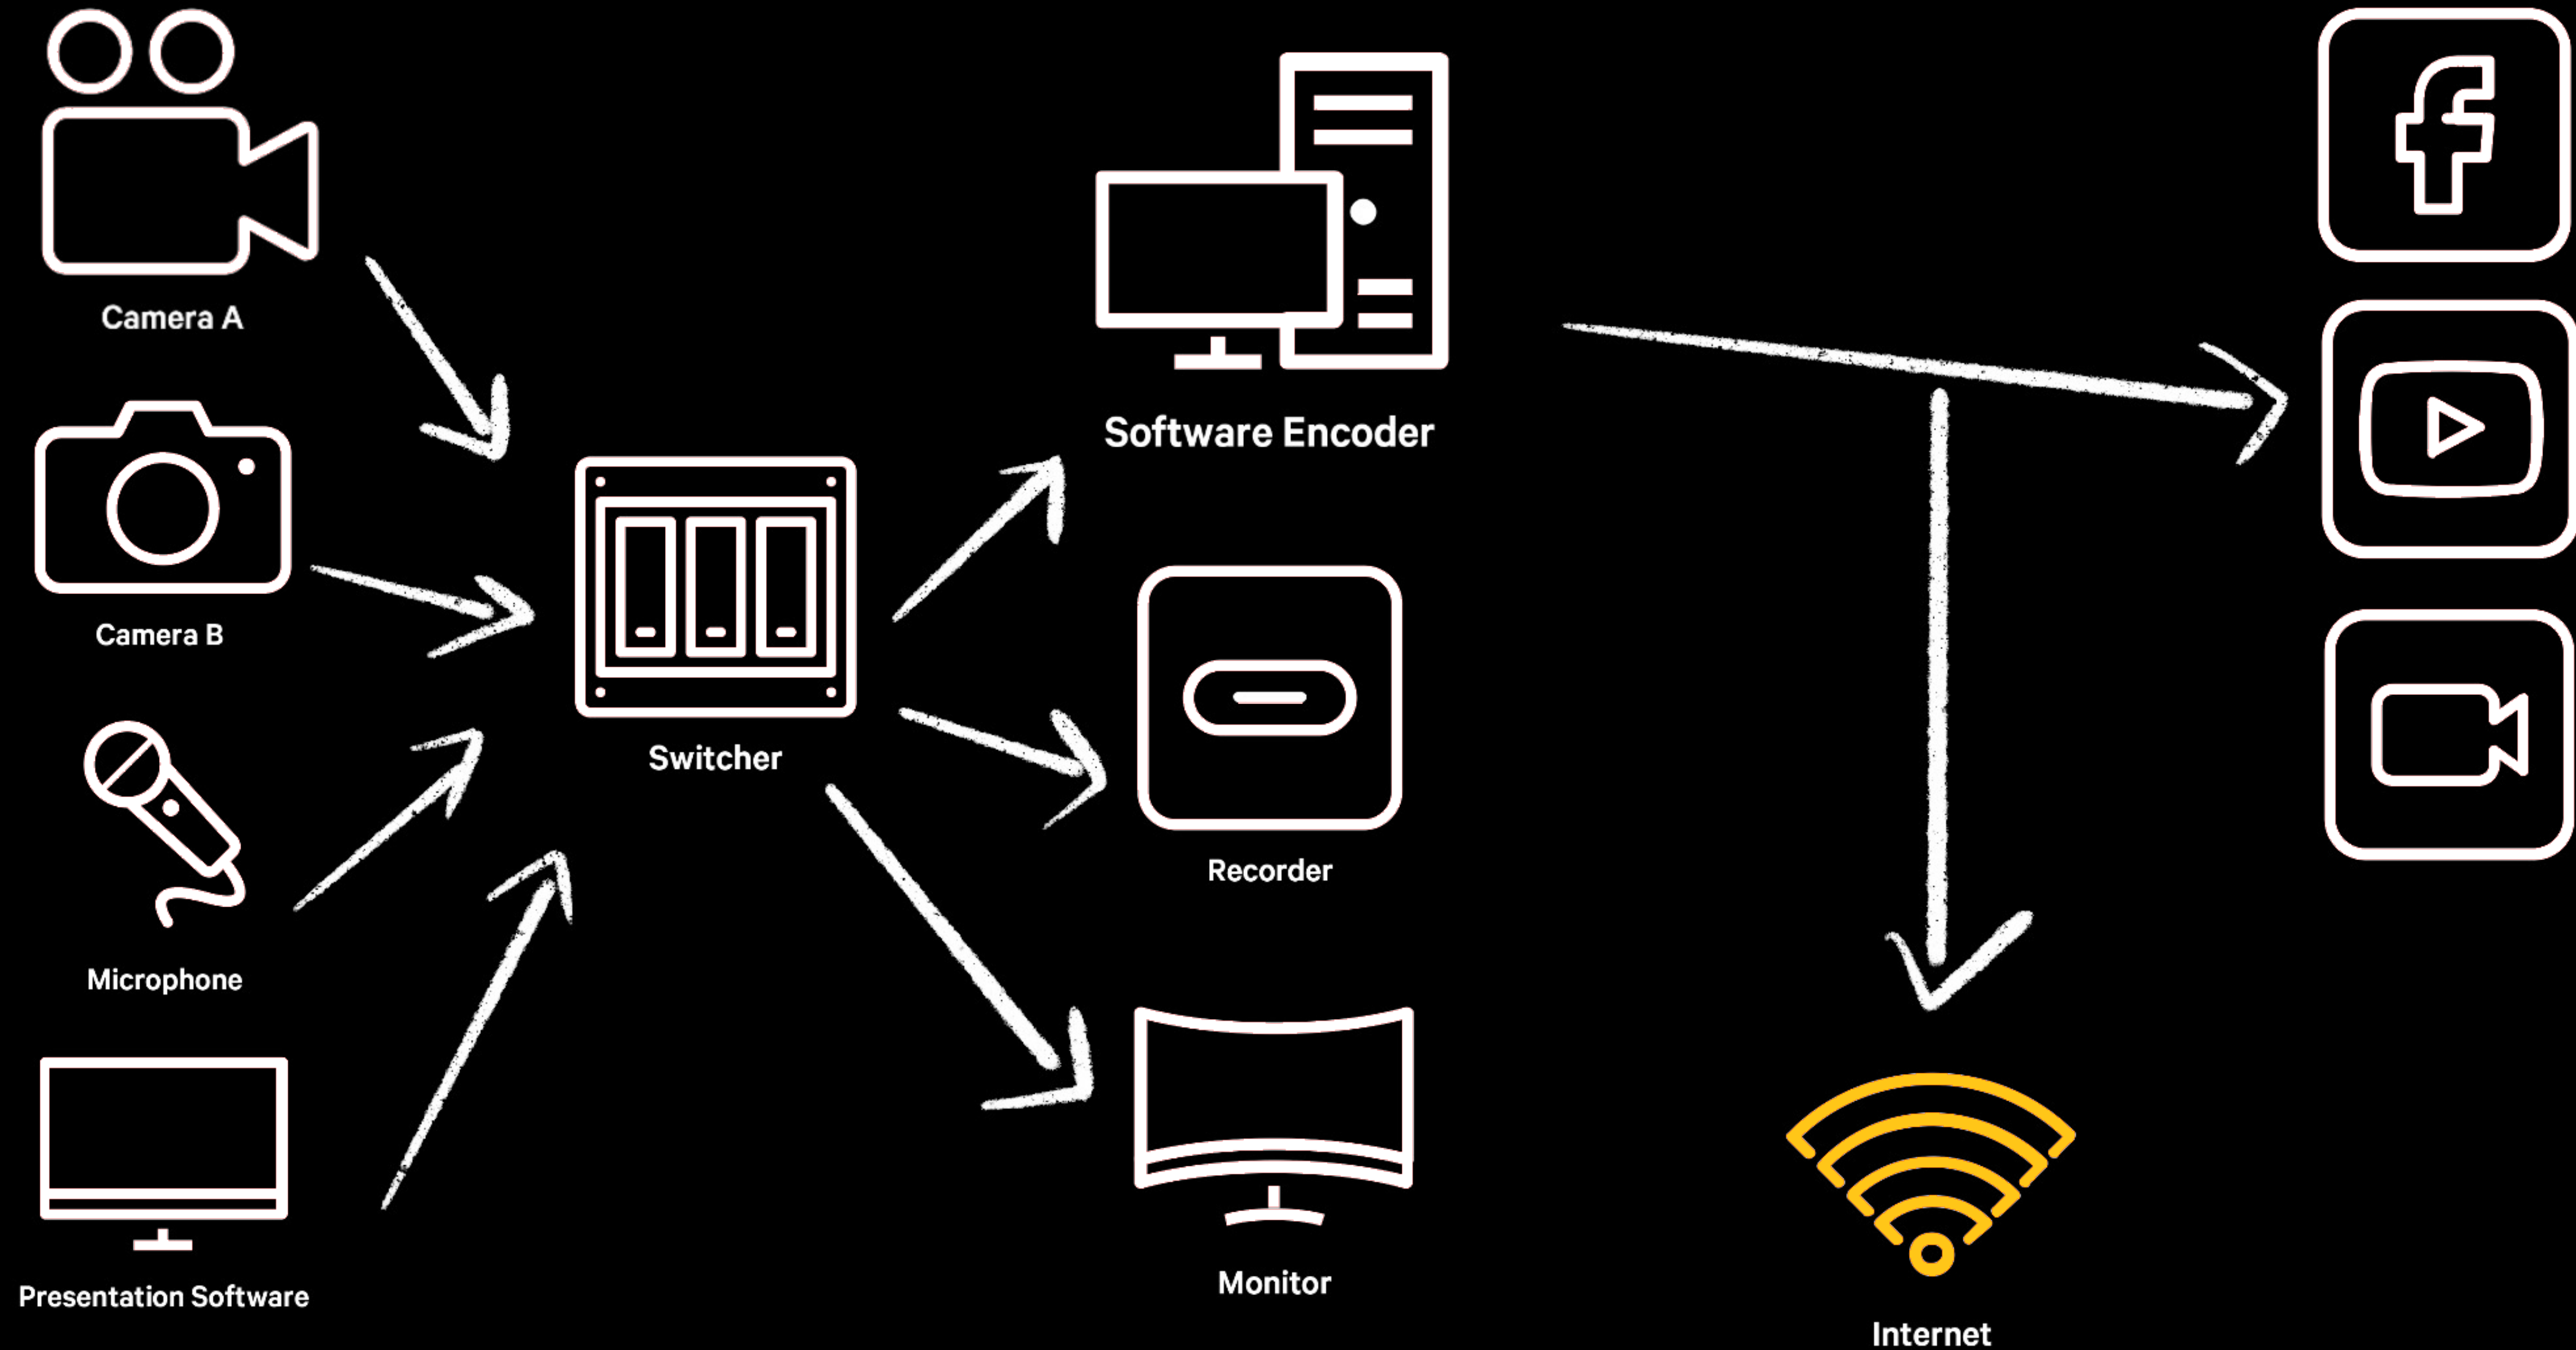 Camera A
Camera B
Microphone
Presentation Software
Switcher
Software Encoder
Recorder
Monitor
Internet